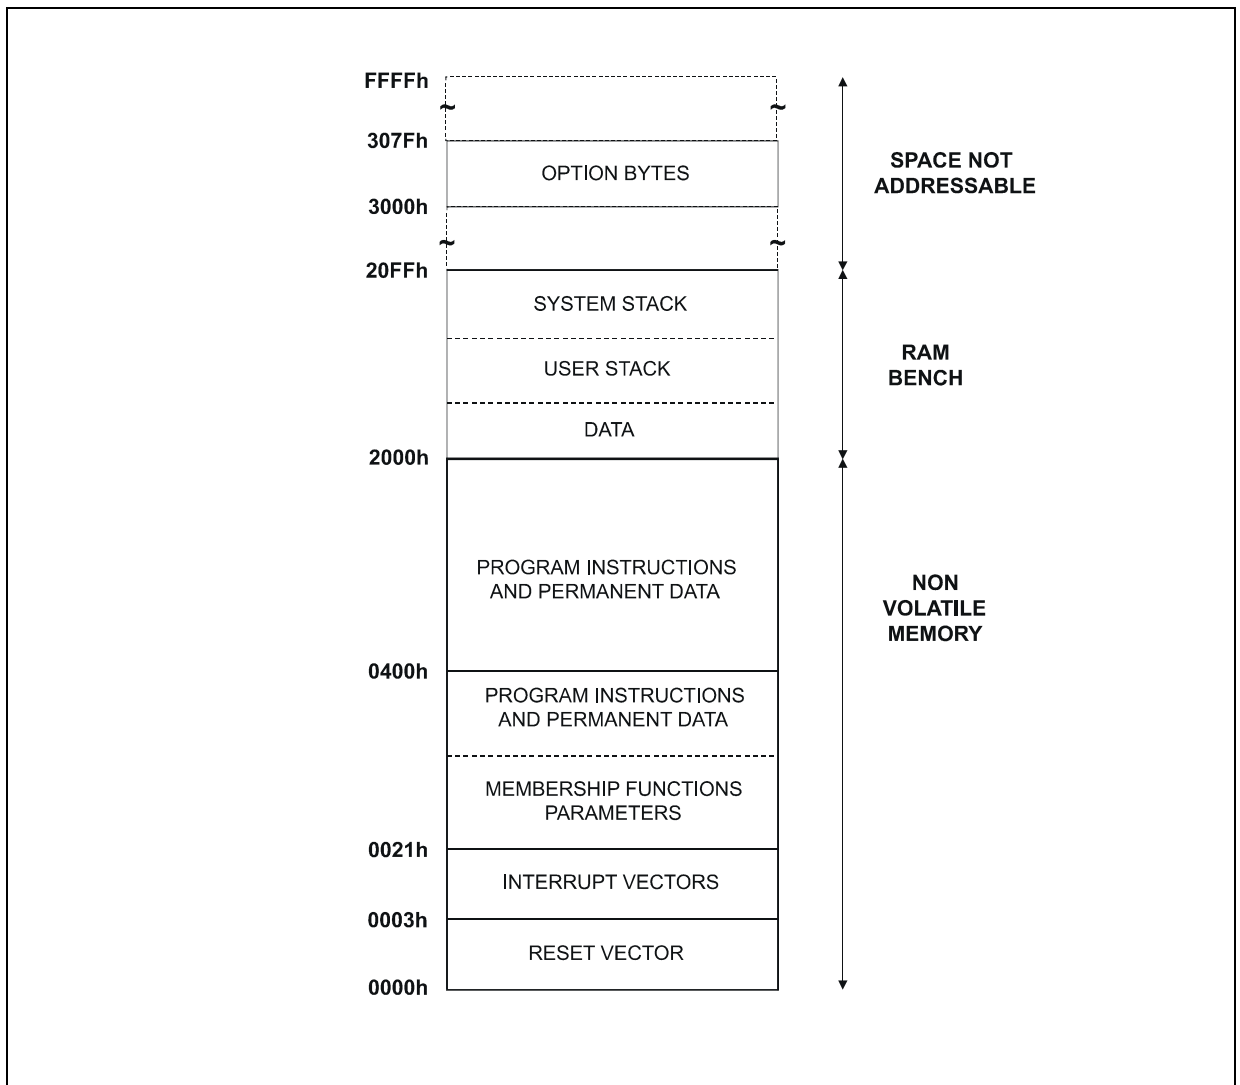 FFFFh
307Fh
OPTION BYTES
SPACE NOT
ADDRESSABLE
3000h
20FFh
SYSTEM STACK
USER STACK
RAM
BENCH
DATA
2000h
PROGRAM INSTRUCTIONS
AND PERMANENT DATA
NON
VOLATILE
MEMORY
0400h
PROGRAM INSTRUCTIONS
AND PERMANENT DATA
MEMBERSHIP FUNCTIONS
PARAMETERS
0021h
INTERRUPT VECTORS
0003h
RESET VECTOR
0000h